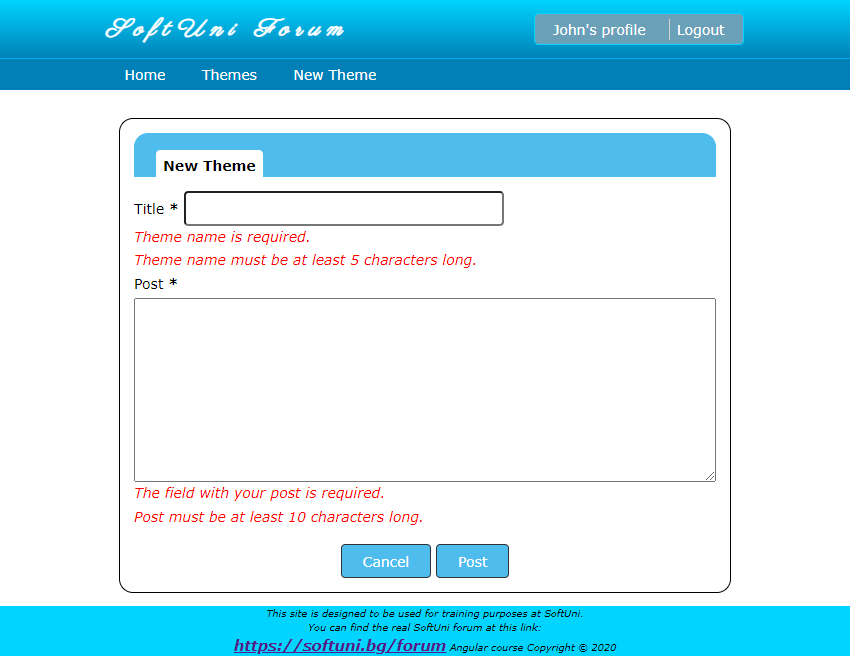 SoftUni Forum
John's profile Logout
Home Themes New Theme
New Theme
Title *
Theme name is required.
Theme name must be at least 5 characters long.
Post *
The field with your post is required.
Post must be at least 10 characters long.
Cancel Post
This site is designed to be used for training purposes at SoftUni.
You can find the real SoftUni forum at this link:
https://softuni.bg/forum Angular course Copyright © 2020